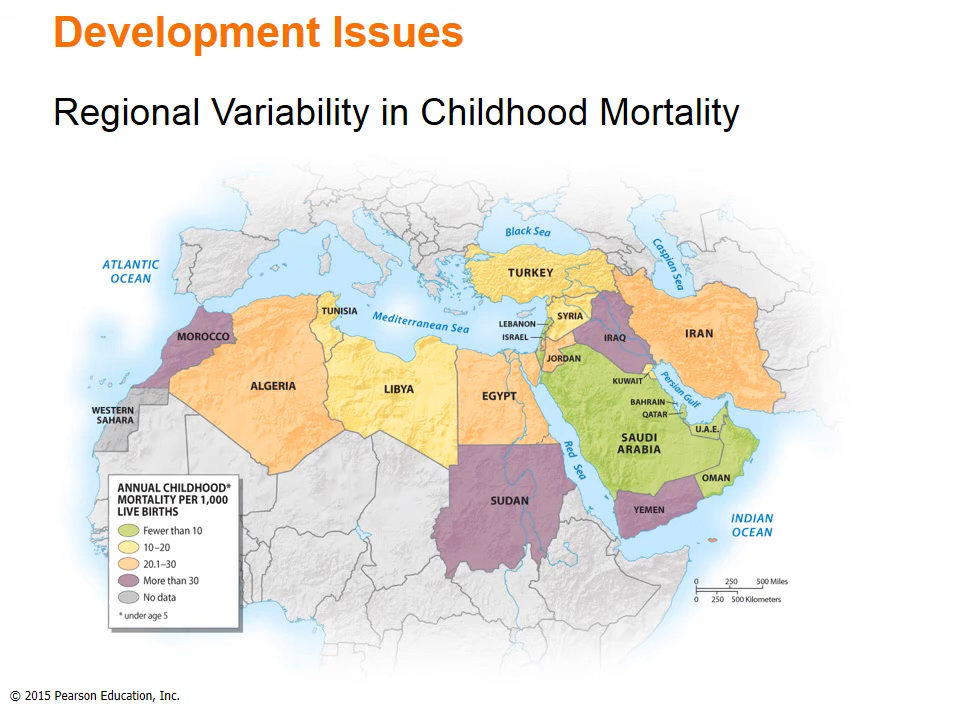 Development Issues
Regional Variability in Childhood Mortality
Black Sea
Caspian Sea
ATLANTIC
OCEAN
TURKEY
TUNISIA
Mediterranean Sea
SYRIA
LEBANON
ISRAEL
MOROCCO
IRAQ
IRAN
JORDAN
ALGERIA
LIBYA
EGYPT
KUWAIT
Persian Gulf
BAHRAIN
QATAR
WESTERN
SAHARA
U.A.E.
SAUDI
ARABIA
Red Sea
OMAN
SUDAN
YEMEN
INDIAN
OCEAN
ANNUAL CHILDHOOD*
MORTALITY PER 1,000
LIVE BIRTHS
Fewer than 10
10–20
20.1–30
More than 30
No data
* under age 5
0 250 500 Miles
0 250 500 Kilometers
© 2015 Pearson Education, Inc.